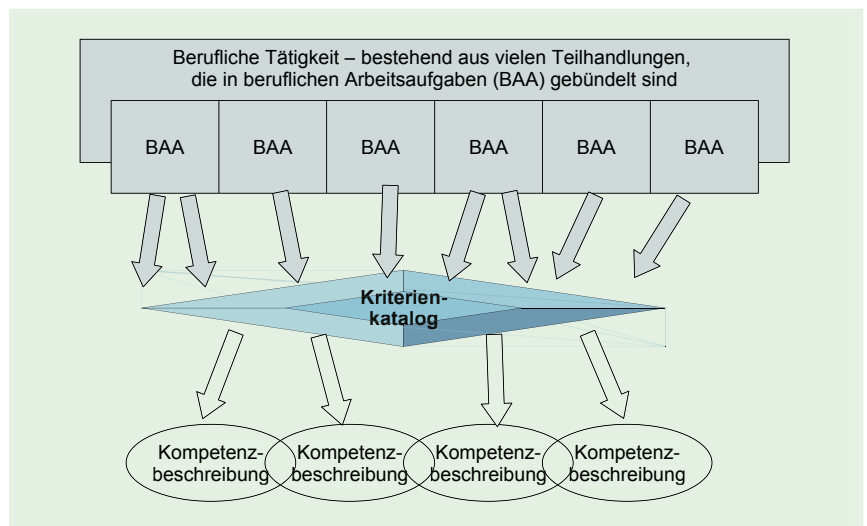 Berufliche Tätigkeit – bestehend aus vielen Teilhandlungen,
die in beruflichen Arbeitsaufgaben (BAA) gebündelt sind
BAA BAA BAA BAA BAA BAA
Kriterien-
katalog
Kompetenz- Kompetenz- Kompetenz- Kompetenz-
beschreibung beschreibung beschreibung beschreibung